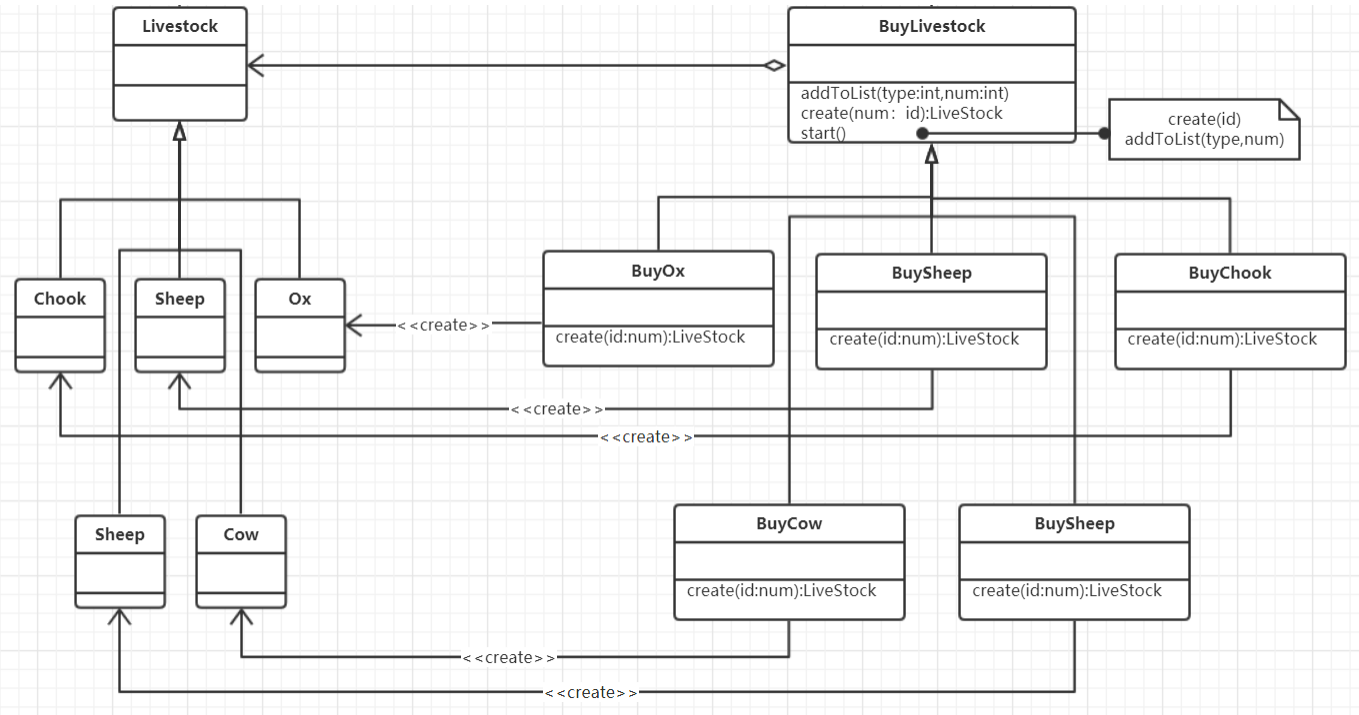 Livestock
BuyLivestock
addToList(type:int,num:int)
create(num：id):LiveStock
start()
create(id)
addToList(type,num)
Chook
Sheep
Ox
BuyOx
create(id:num):LiveStock
BuySheep
create(id:num):LiveStock
BuyChook
create(id:num):LiveStock
<<create>>
<<create>>
<<create>>
Sheep
Cow
BuyCow
create(id:num):LiveStock
BuySheep
create(id:num):LiveStock
<<create>>
<<create>>